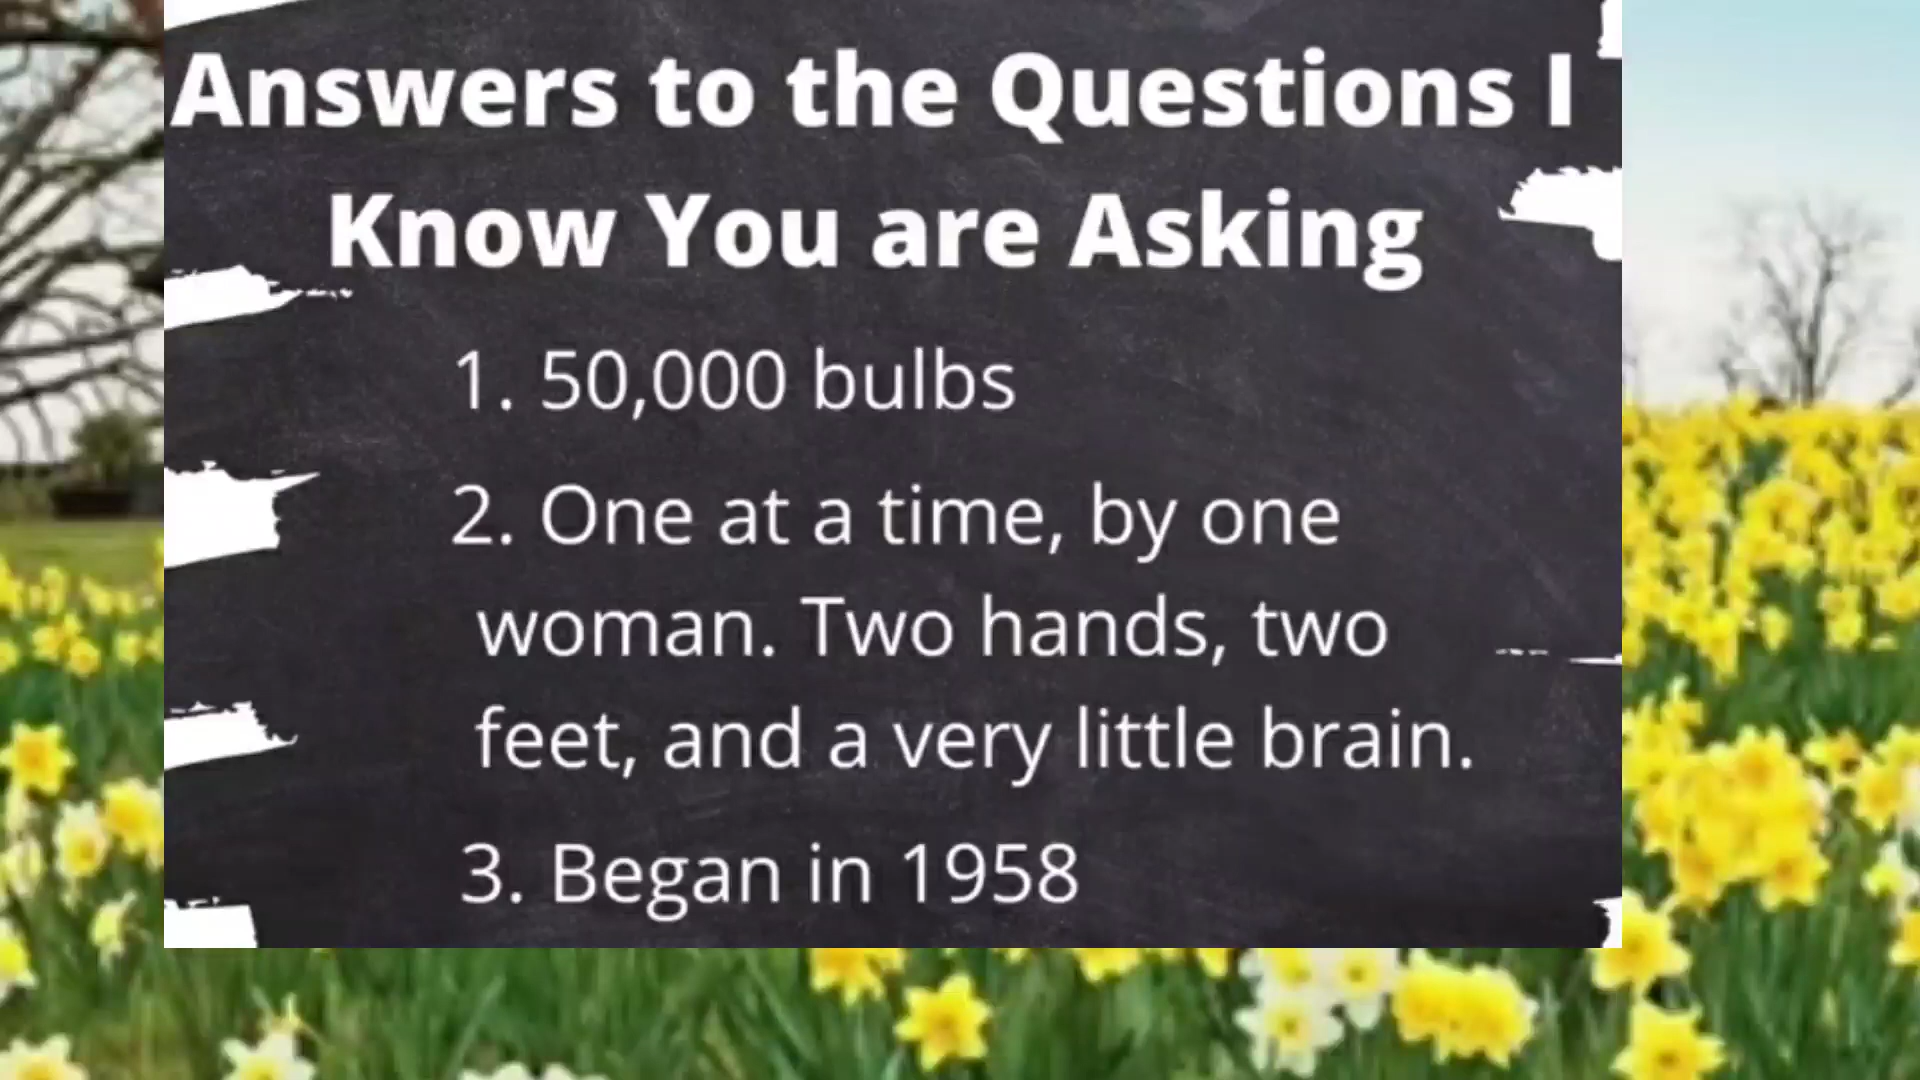 Answers to the Questions I
Know You are Asking
1. 50,000 bulbs
2. One at a time, by one
woman. Two hands, two
feet, and a very little brain.
3. Began in 1958